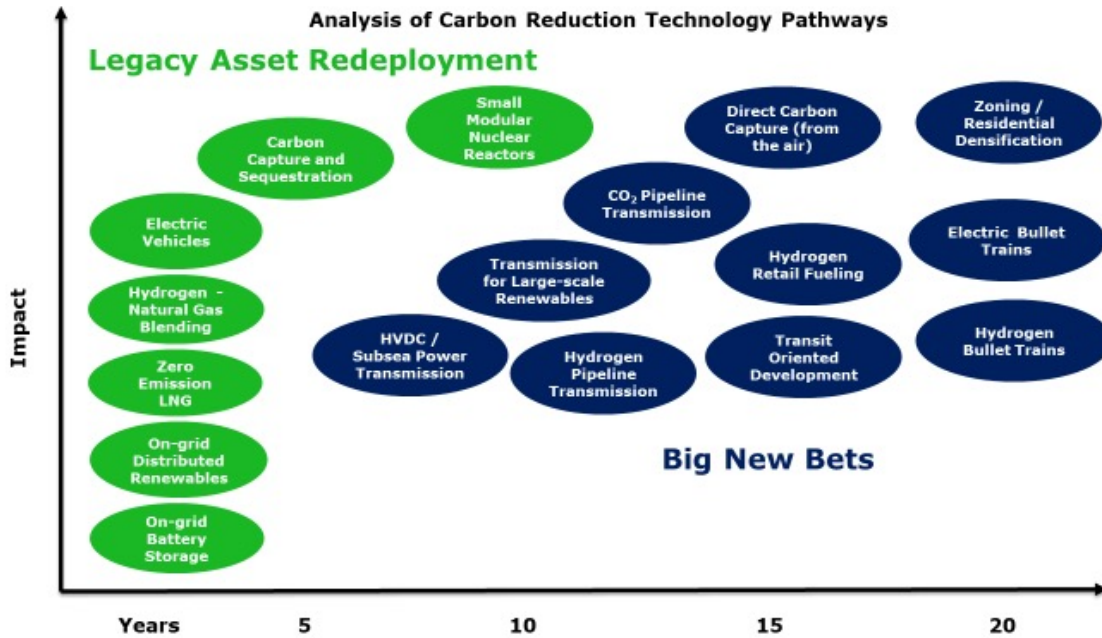 Analysis of Carbon Reduction Technology Pathways
Legacy Asset Redeployment
Small
Modular
Nuclear
Reactors
Direct Carbon
Capture (from
the air)
Zoning /
Residential
Densification
Carbon
Capture and
Sequestration
CO₂ Pipeline
Transmission
Electric
Vehicles
Electric Bullet
Trains
Transmission
for Large-scale
Renewables
Hydrogen
Retail Fueling
Hydrogen –
Natural Gas
Blending
HVDC /
Subsea Power
Transmission
Hydrogen
Pipeline
Transmission
Transit
Oriented
Development
Hydrogen
Bullet Trains
Zero
Emission
LNG
On-grid
Distributed
Renewables
Big New Bets
On-grid
Battery
Storage
Impact
Years 5 10 15 20